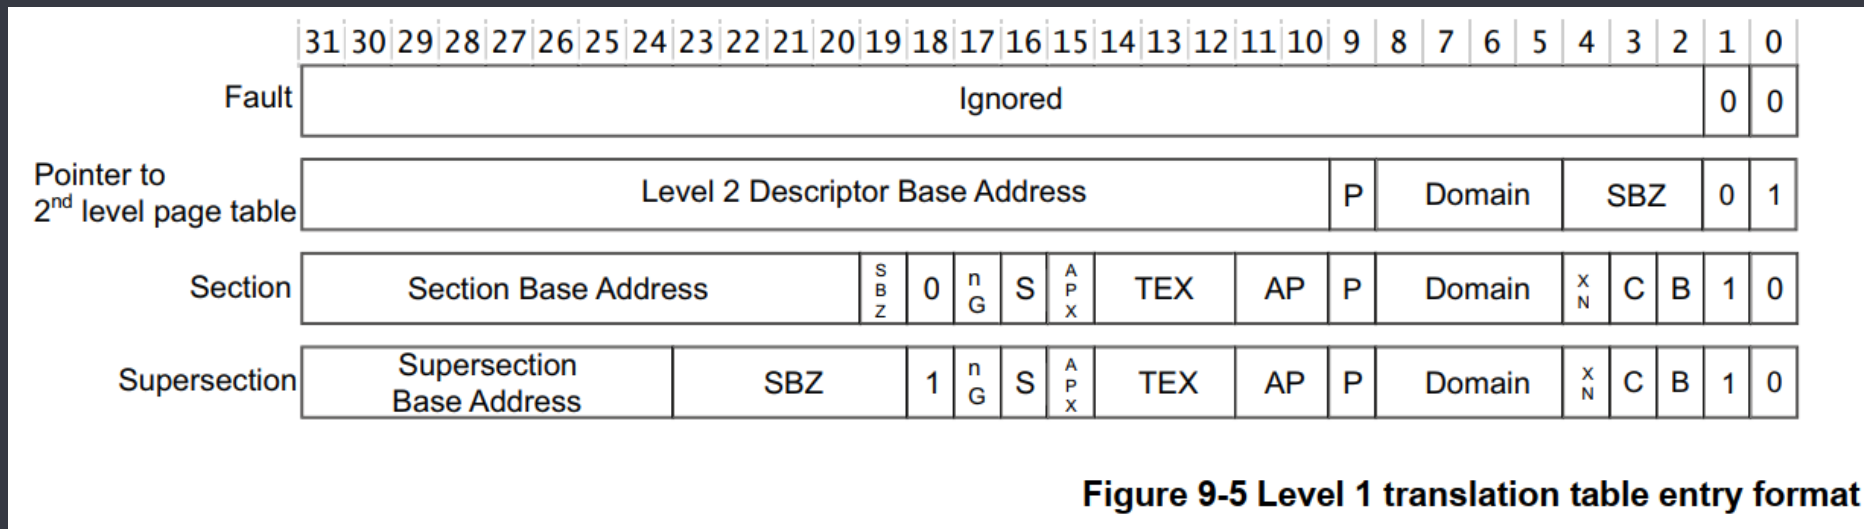 31 30 29 28 27 26 25 24 23 22 21 20 19 18 17 16 15 14 13 12 11 10 9 8 7 6 5 4 3 2 1 0
Fault Ignored 0 0
Pointer to
2nd level page table Level 2 Descriptor Base Address P Domain SBZ 0 1
Section Section Base Address SBZ 0 nG S APX TEX AP P Domain XN C B 1 0
Supersection Supersection Base Address SBZ 1 nG S APX TEX AP P Domain XN C B 1 0
Figure 9-5 Level 1 translation table entry format